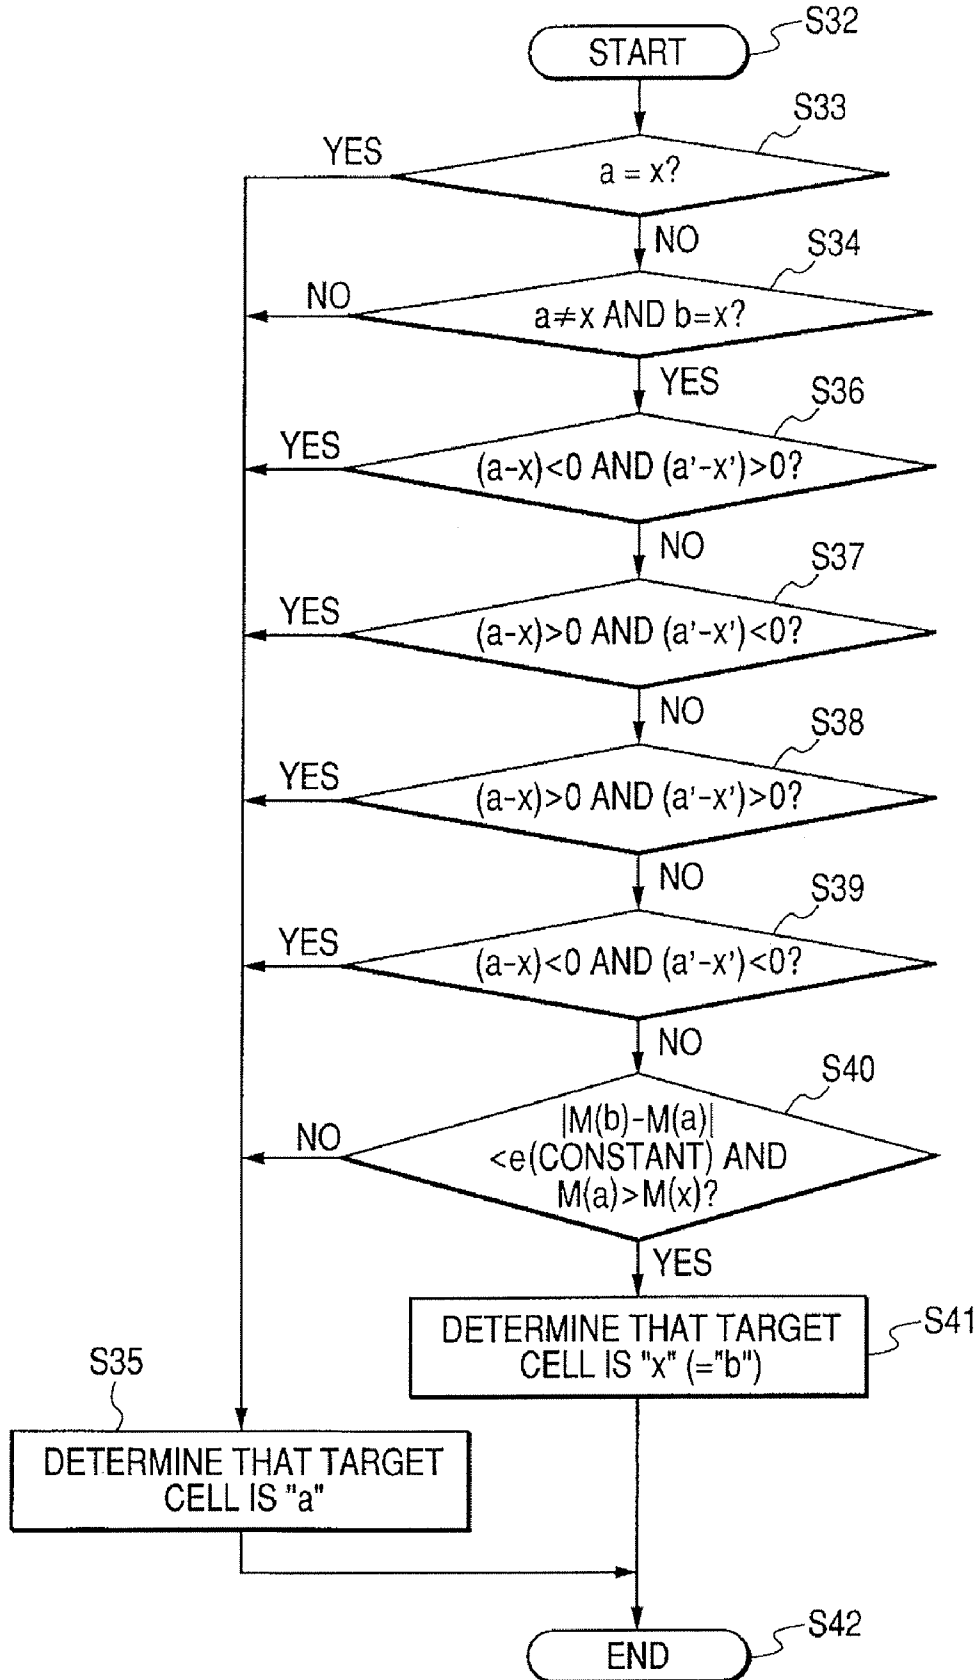 START
S32
S33
YES
a = x?
NO
S34
NO
a≠x AND b=x?
YES
S36
YES
(a-x)<0 AND (a'-x')>0?
NO
S37
YES
(a-x)>0 AND (a'-x')<0?
NO
S38
YES
(a-x)>0 AND (a'-x')>0?
NO
S39
YES
(a-x)<0 AND (a'-x')<0?
NO
S40
NO
|M(b)-M(a)|
<e(CONSTANT) AND
M(a)>M(x)?
YES
S41
DETERMINE THAT TARGET
CELL IS "x" (="b")
S35
DETERMINE THAT TARGET
CELL IS "a"
S42
END